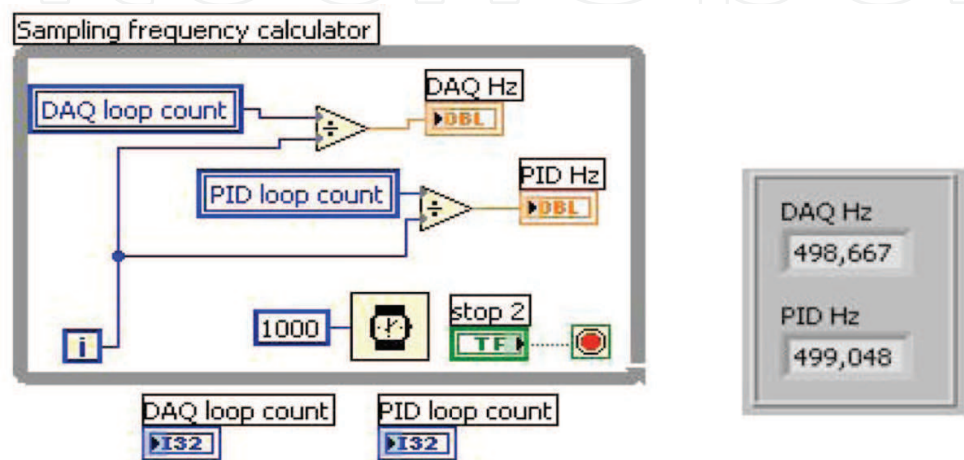 Sampling frequency calculator
DAQ loop count
÷
DAQ Hz
DBL
PID loop count
÷
PID Hz
DBL
i
1000
stop 2
TF
DAQ loop count
I32
PID loop count
I32
DAQ Hz
498,667
PID Hz
499,048